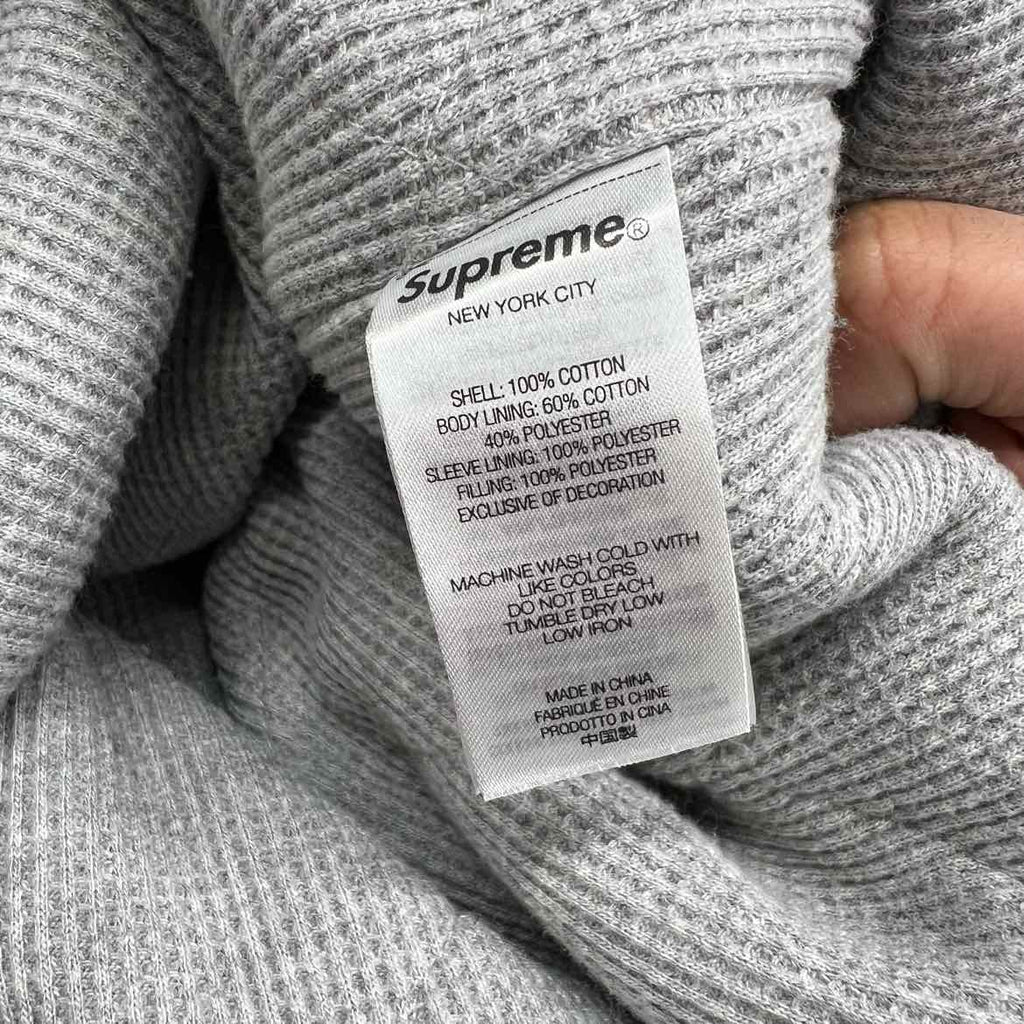 Supreme®
NEW YORK CITY
SHELL: 100% COTTON
BODY LINING: 60% COTTON
40% POLYESTER
SLEEVE LINING: 100% POLYESTER
FILLING: 100% POLYESTER
EXCLUSIVE OF DECORATION
MACHINE WASH COLD WITH
LIKE COLORS
DO NOT BLEACH
TUMBLE DRY LOW
LOW IRON
MADE IN CHINA
FABRIQUÉ EN CHINE
PRODOTTO IN CINA
中国製